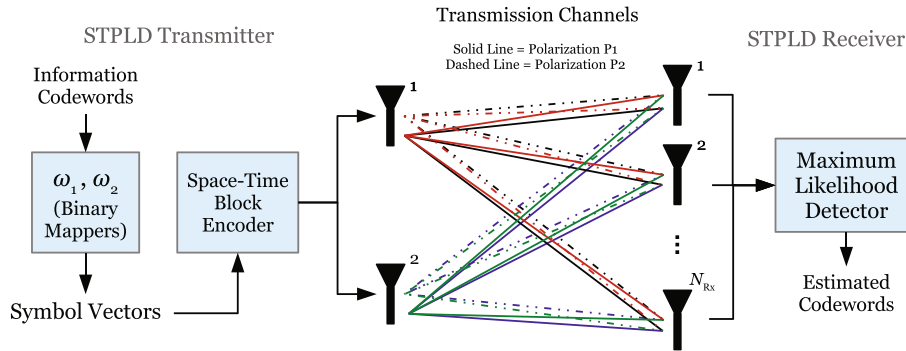 Transmission Channels
STPLD Transmitter
STPLD Receiver
Solid Line = Polarization P1
Dashed Line = Polarization P2
Information
Codewords
ω1, ω2
(Binary
Mappers)
Symbol Vectors
Space-Time
Block
Encoder
1
2
1
2
⋮
NRx
Maximum
Likelihood
Detector
Estimated
Codewords